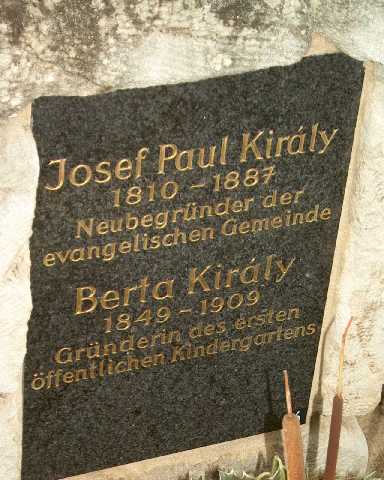 Josef Paul Király
1810 - 1887
Neubegründer der
evangelischen Gemeinde
Berta Király
1849 - 1909
Gründerin des ersten
öffentlichen Kindergartens